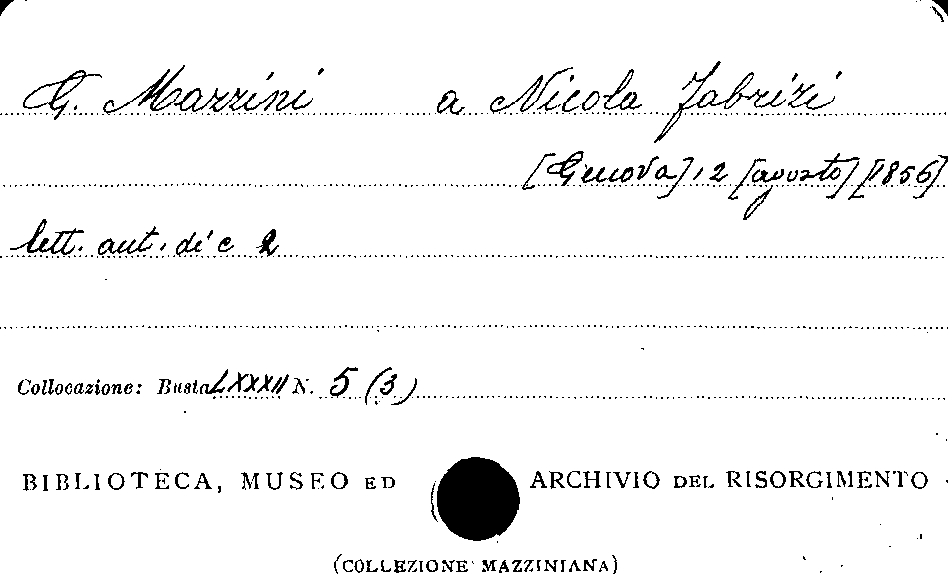 G. Mazzini a Nicola Fabrizi
[Genova] 12 [agosto] [1856]
lett. aut. di c 2
Collocazione: Busta LXXXII N. 5 (3)
BIBLIOTECA, MUSEO ED ARCHIVIO DEL RISORGIMENTO
(COLLEZIONE MAZZINIANA)